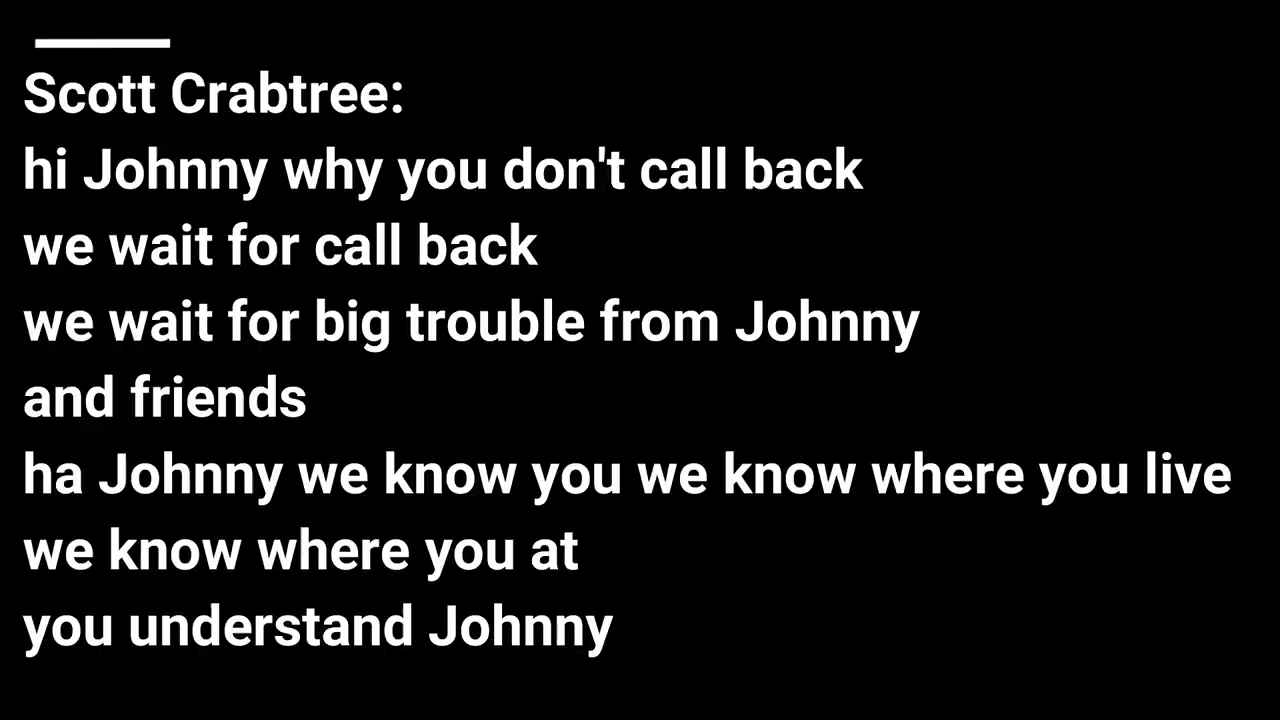 Scott Crabtree:
hi Johnny why you don't call back
we wait for call back
we wait for big trouble from Johnny
and friends
ha Johnny we know you we know where you live
we know where you at
you understand Johnny